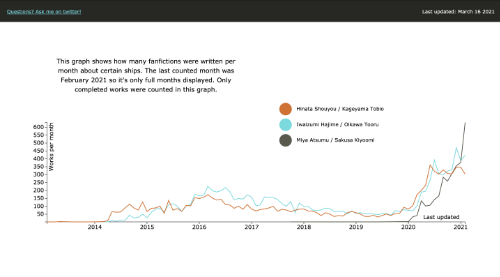 Questions? Ask me on twitter!
Last updated: March 16 2021
This graph shows how many fanfictions were written per
month about certain ships. The last counted month was
February 2021 so it's only full months displayed. Only
completed works were counted in this graph.
Hinata Shouyou / Kageyama Tobio
Iwaizumi Hajime / Oikawa Tooru
Miya Atsumu / Sakusa Kiyoomi
Works per month
600
550
500
450
400
350
300
250
200
150
100
50
Last updated
2014
2015
2016
2017
2018
2019
2020
2021